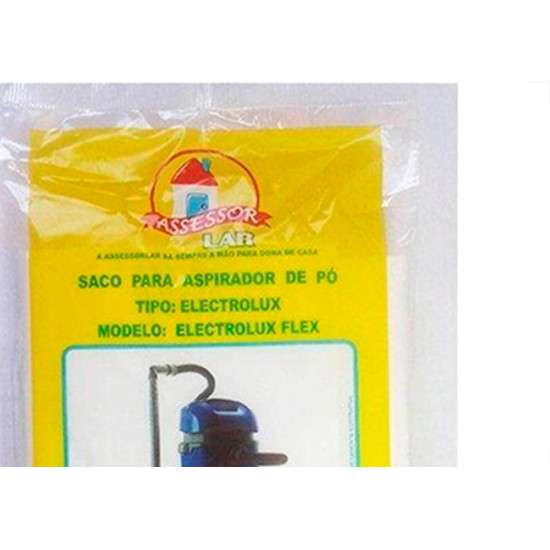 ASSESSOR
LAR
A ASSESSORLAR DÁ SEMPRE A MÃO PARA DONA DE CASA
SACO PARA ASPIRADOR DE PÓ
TIPO: ELECTROLUX
MODELO: ELECTROLUX FLEX